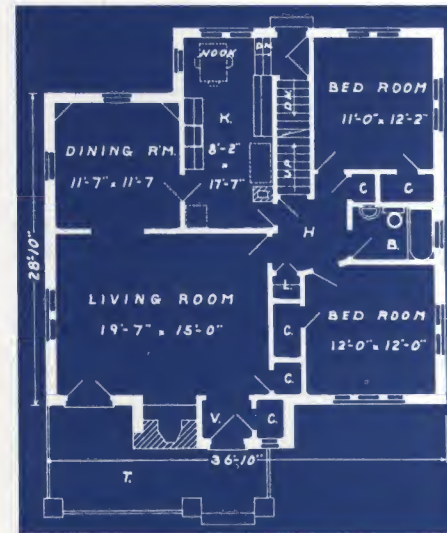 NOOK
DN.
BED ROOM
11'-0" x 12'-2"
K.
8'-2"
x
17'-7"
DN.
UP
DINING R'M.
11'-7" x 11'-7
C.
C.
B.
H
28'-10"
LIVING ROOM
19'-7" x 15'-0"
L.
C.
BED ROOM
12'-0" x 12'-0"
C.
V.
C.
36'-10"
T.